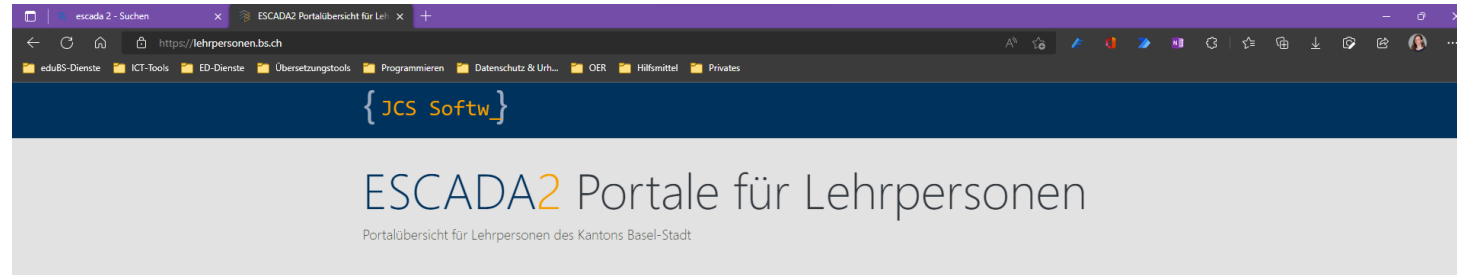 escada 2 - Suchen
ESCADA2 Portalübersicht für Leh
https://lehrpersonen.bs.ch
eduBS-Dienste ICT-Tools ED-Dienste Übersetzungstools Programmieren Datenschutz & Urh... OER Hilfsmittel Privates
{ JCS Softw_}
ESCADA2 Portale für Lehrpersonen
Portalübersicht für Lehrpersonen des Kantons Basel-Stadt